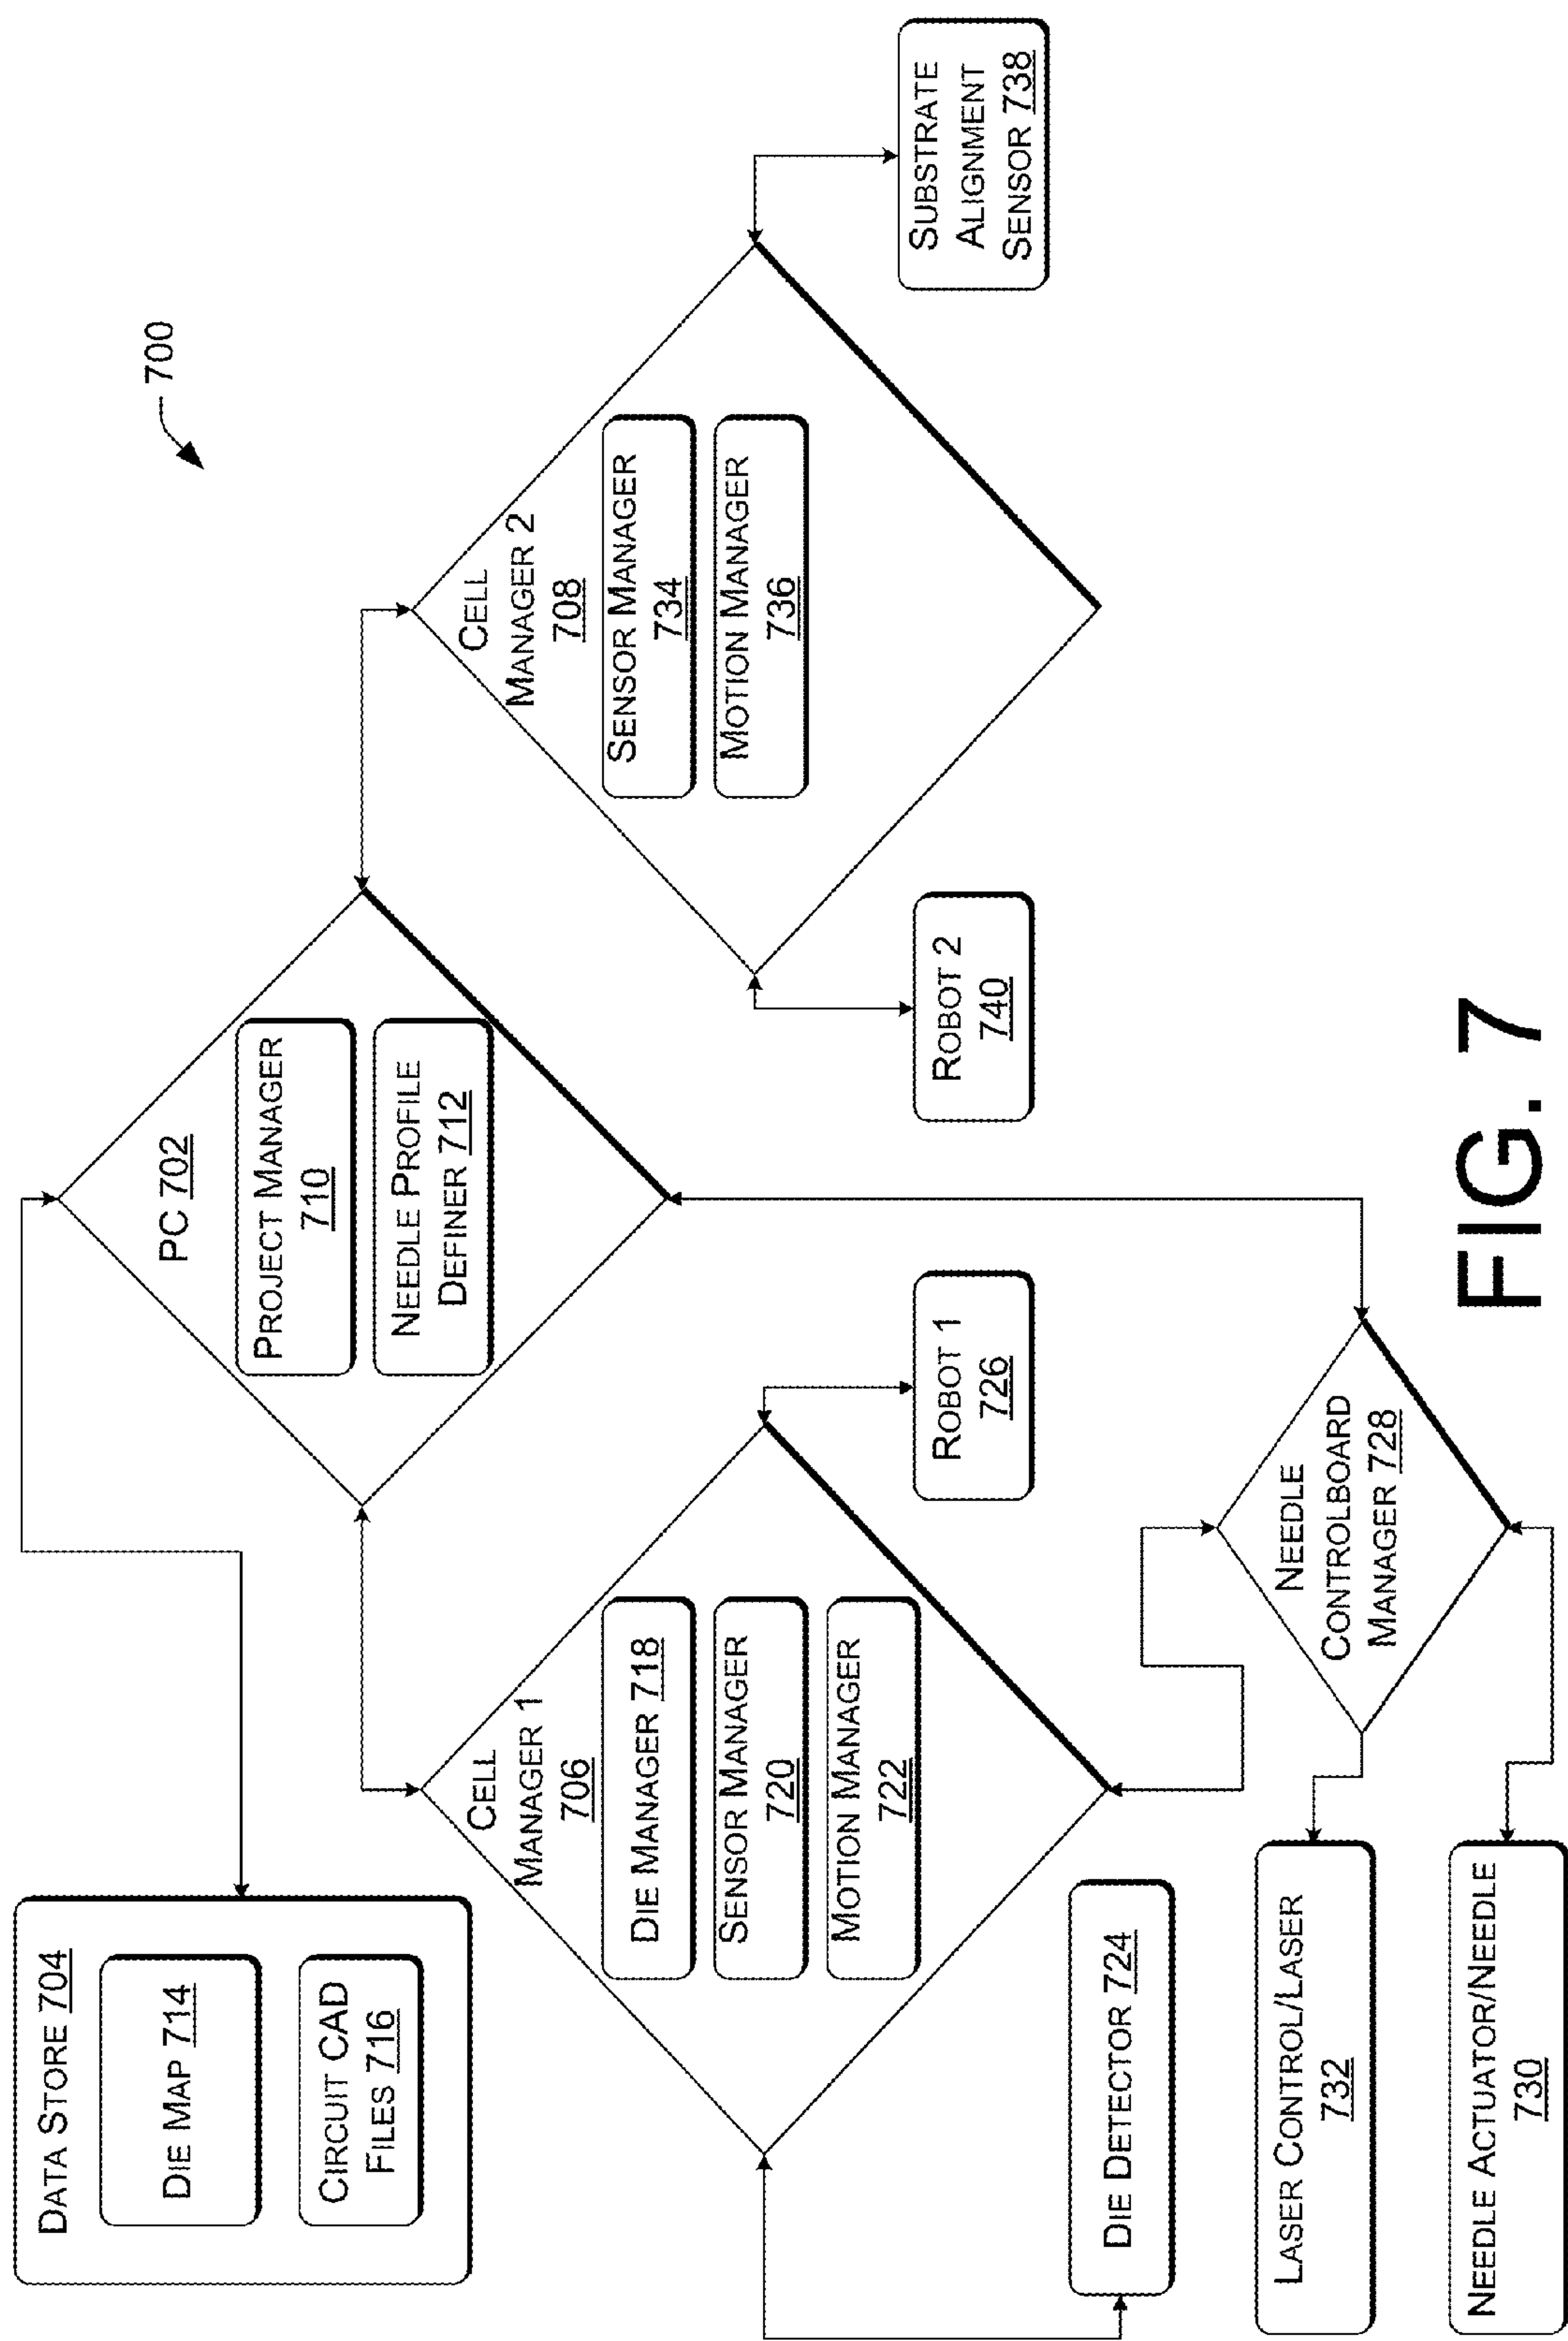 700
DATA STORE 704
DIE MAP 714
CIRCUIT CAD
FILES 716
PC 702
PROJECT MANAGER
710
NEEDLE PROFILE
DEFINER 712
CELL
MANAGER 1
706
DIE MANAGER 718
SENSOR MANAGER
720
MOTION MANAGER
722
CELL
MANAGER 2
708
SENSOR MANAGER
734
MOTION MANAGER
736
DIE DETECTOR 724
ROBOT 1
726
ROBOT 2
740
SUBSTRATE
ALIGNMENT
SENSOR 738
NEEDLE
CONTROLBOARD
MANAGER 728
LASER CONTROL/LASER
732
NEEDLE ACTUATOR/NEEDLE
730
FIG. 7